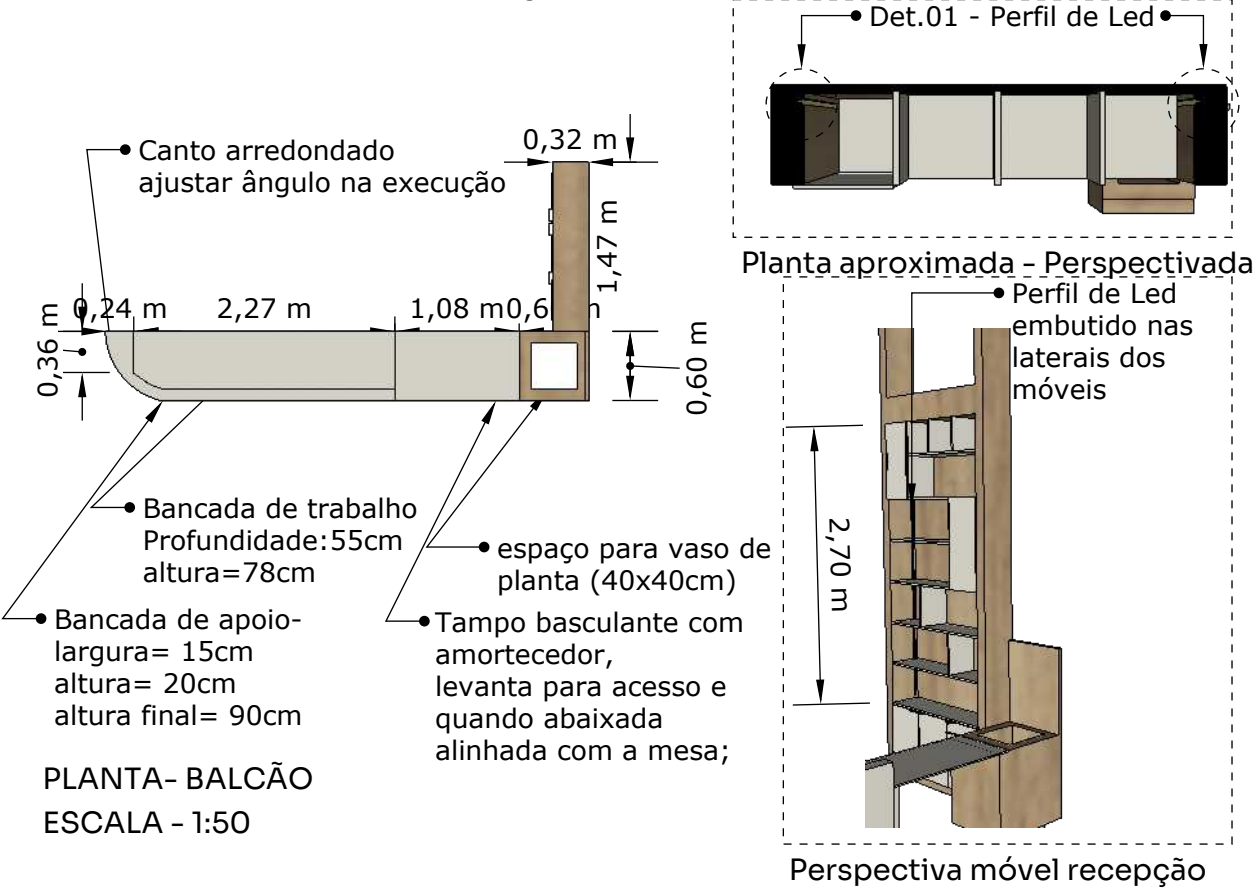 Det.01 - Perfil de Led
Planta aproximada - Perspectivada
Canto arredondado
ajustar ângulo na execução
0,32 m
1,47 m
0,24 m
2,27 m
1,08 m
0,36 m
0,60 m
Bancada de trabalho
Profundidade:55cm
altura=78cm
espaço para vaso de
planta (40x40cm)
Bancada de apoio-
largura= 15cm
altura= 20cm
altura final= 90cm
Tampo basculante com
amortecedor,
levanta para acesso e
quando abaixada
alinhada com a mesa;
PLANTA- BALCÃO
ESCALA - 1:50
Perfil de Led
embutido nas
laterais dos
móveis
2,70 m
Perspectiva móvel recepção